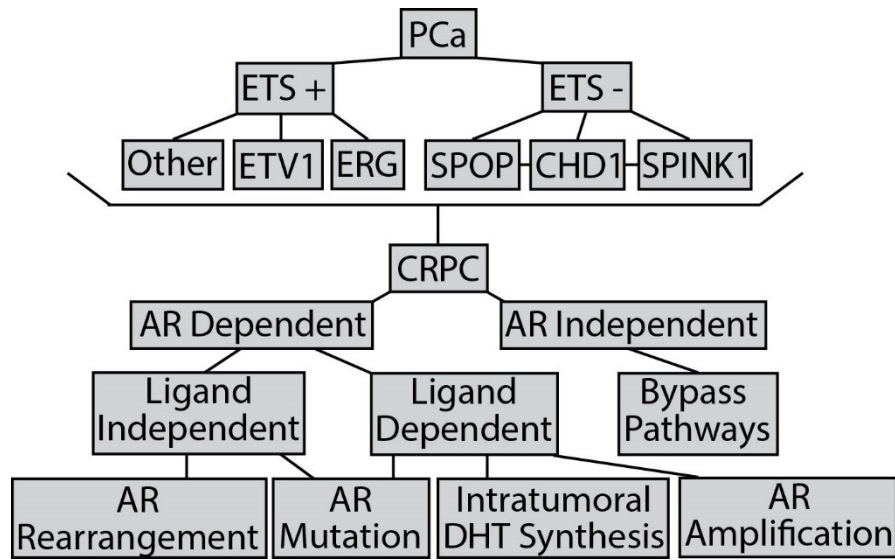 PCa
ETS +
ETS -
Other
ETV1
ERG
SPOP
CHD1
SPINK1
CRPC
AR Dependent
AR Independent
Ligand
Independent
Ligand
Dependent
Bypass
Pathways
AR
Rearrangement
AR
Mutation
Intratumoral
DHT Synthesis
AR
Amplification